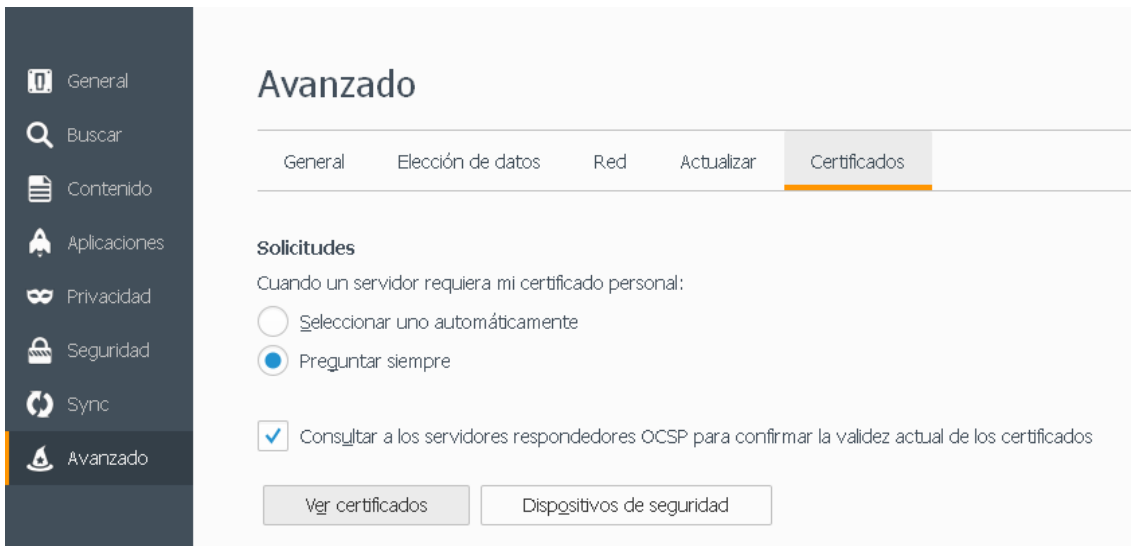 General
Buscar
Contenido
Aplicaciones
Privacidad
Seguridad
Sync
Avanzado
Avanzado
General Elección de datos Red Actualizar Certificados
Solicitudes
Cuando un servidor requiera mi certificado personal:
Seleccionar uno automáticamente
Preguntar siempre
Consultar a los servidores respondedores OCSP para confirmar la validez actual de los certificados
Ver certificados Dispositivos de seguridad